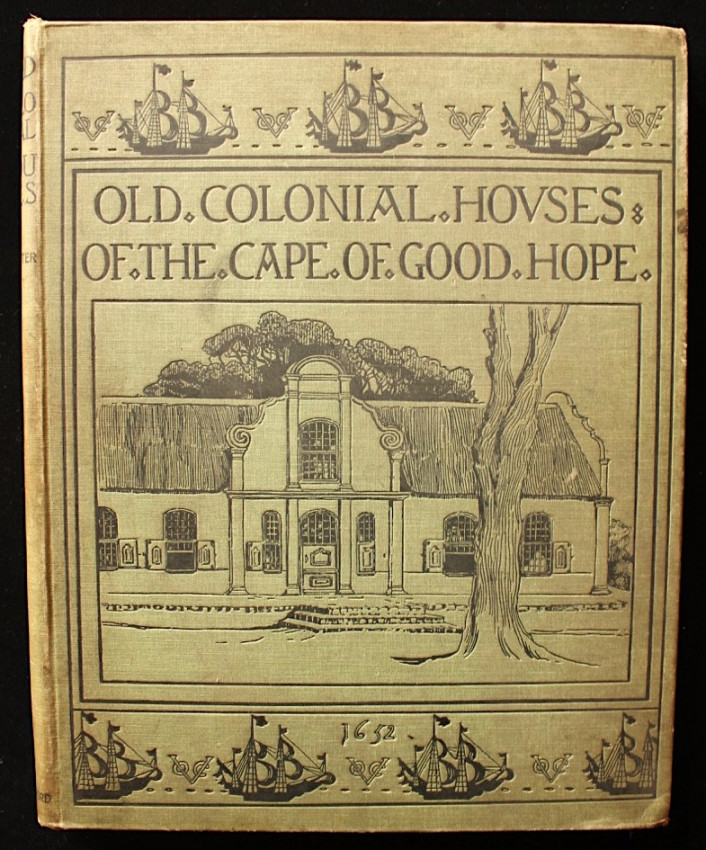 OLD. COLONIAL. HOVSES:
OF. THE. CAPE. OF. GOOD. HOPE.
1652